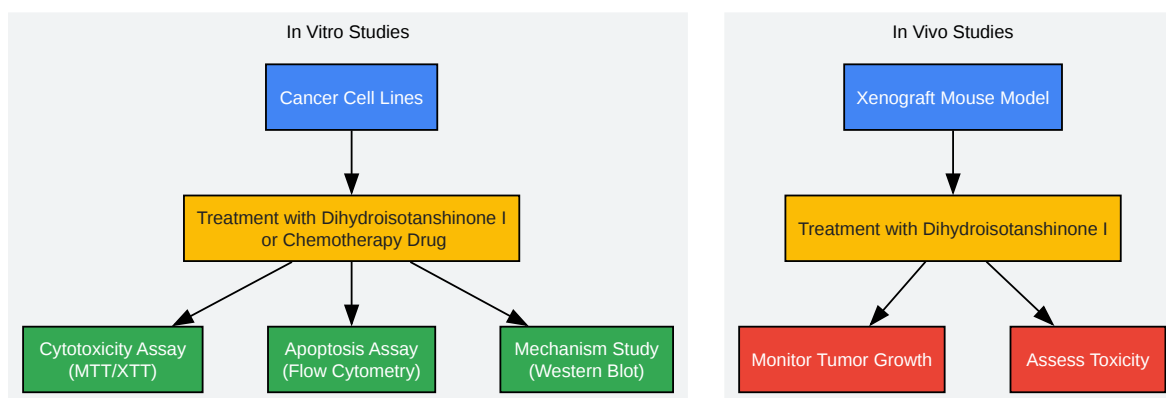 In Vitro Studies
Cancer Cell Lines
Treatment with Dihydroisotanshinone I
or Chemotherapy Drug
Cytotoxicity Assay
(MTT/XTT)
Apoptosis Assay
(Flow Cytometry)
Mechanism Study
(Western Blot)
In Vivo Studies
Xenograft Mouse Model
Treatment with Dihydroisotanshinone I
Monitor Tumor Growth
Assess Toxicity